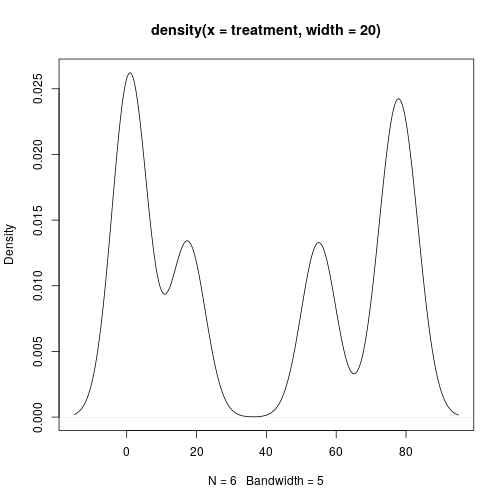 density(x = treatment, width = 20)
0.025
0.020
0.015
0.010
0.005
0.000
Density
0 20 40 60 80
N = 6 Bandwidth = 5